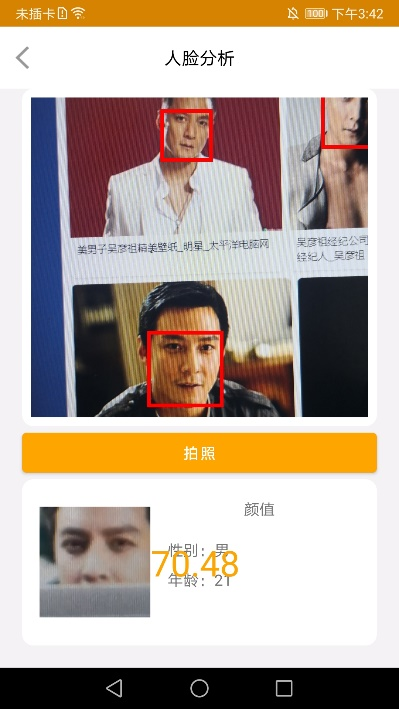 未插卡
100
下午3:42
人脸分析
美男子吴彦祖精美壁纸_明星_太平洋电脑网
吴彦祖经纪公司
经纪人_吴彦祖
拍照
颜值
性别：男
70.48
年龄：21